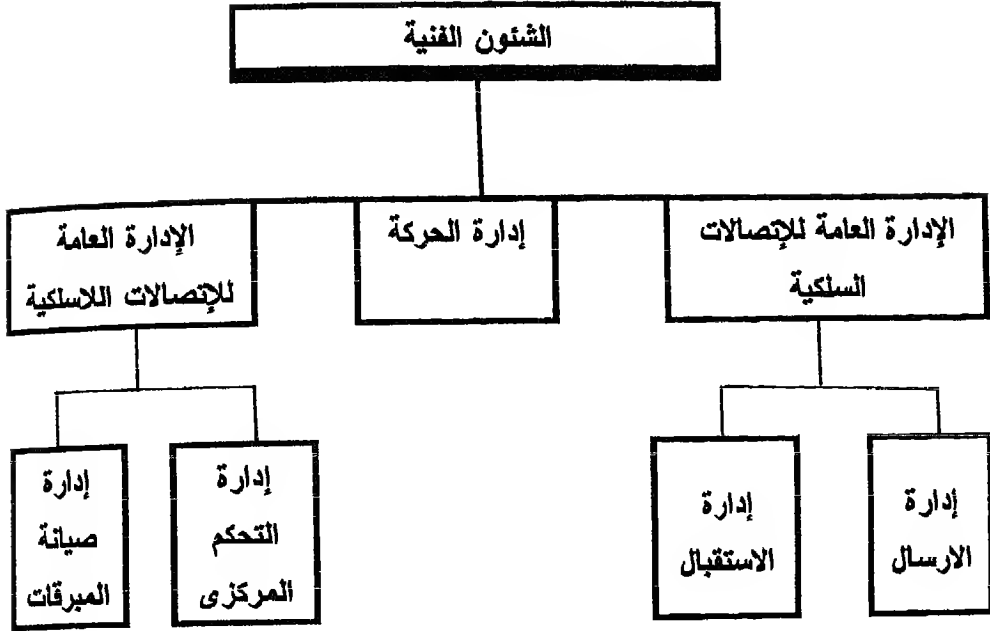 الشئون الفنية
الإدارة العامة للإتصالات
السلكية
إدارة الحركة
الإدارة العامة
للإتصالات اللاسلكية
إدارة
الارسال
إدارة
الاستقبال
إدارة
التحكم
المركزى
إدارة
صيانة
المبرقات